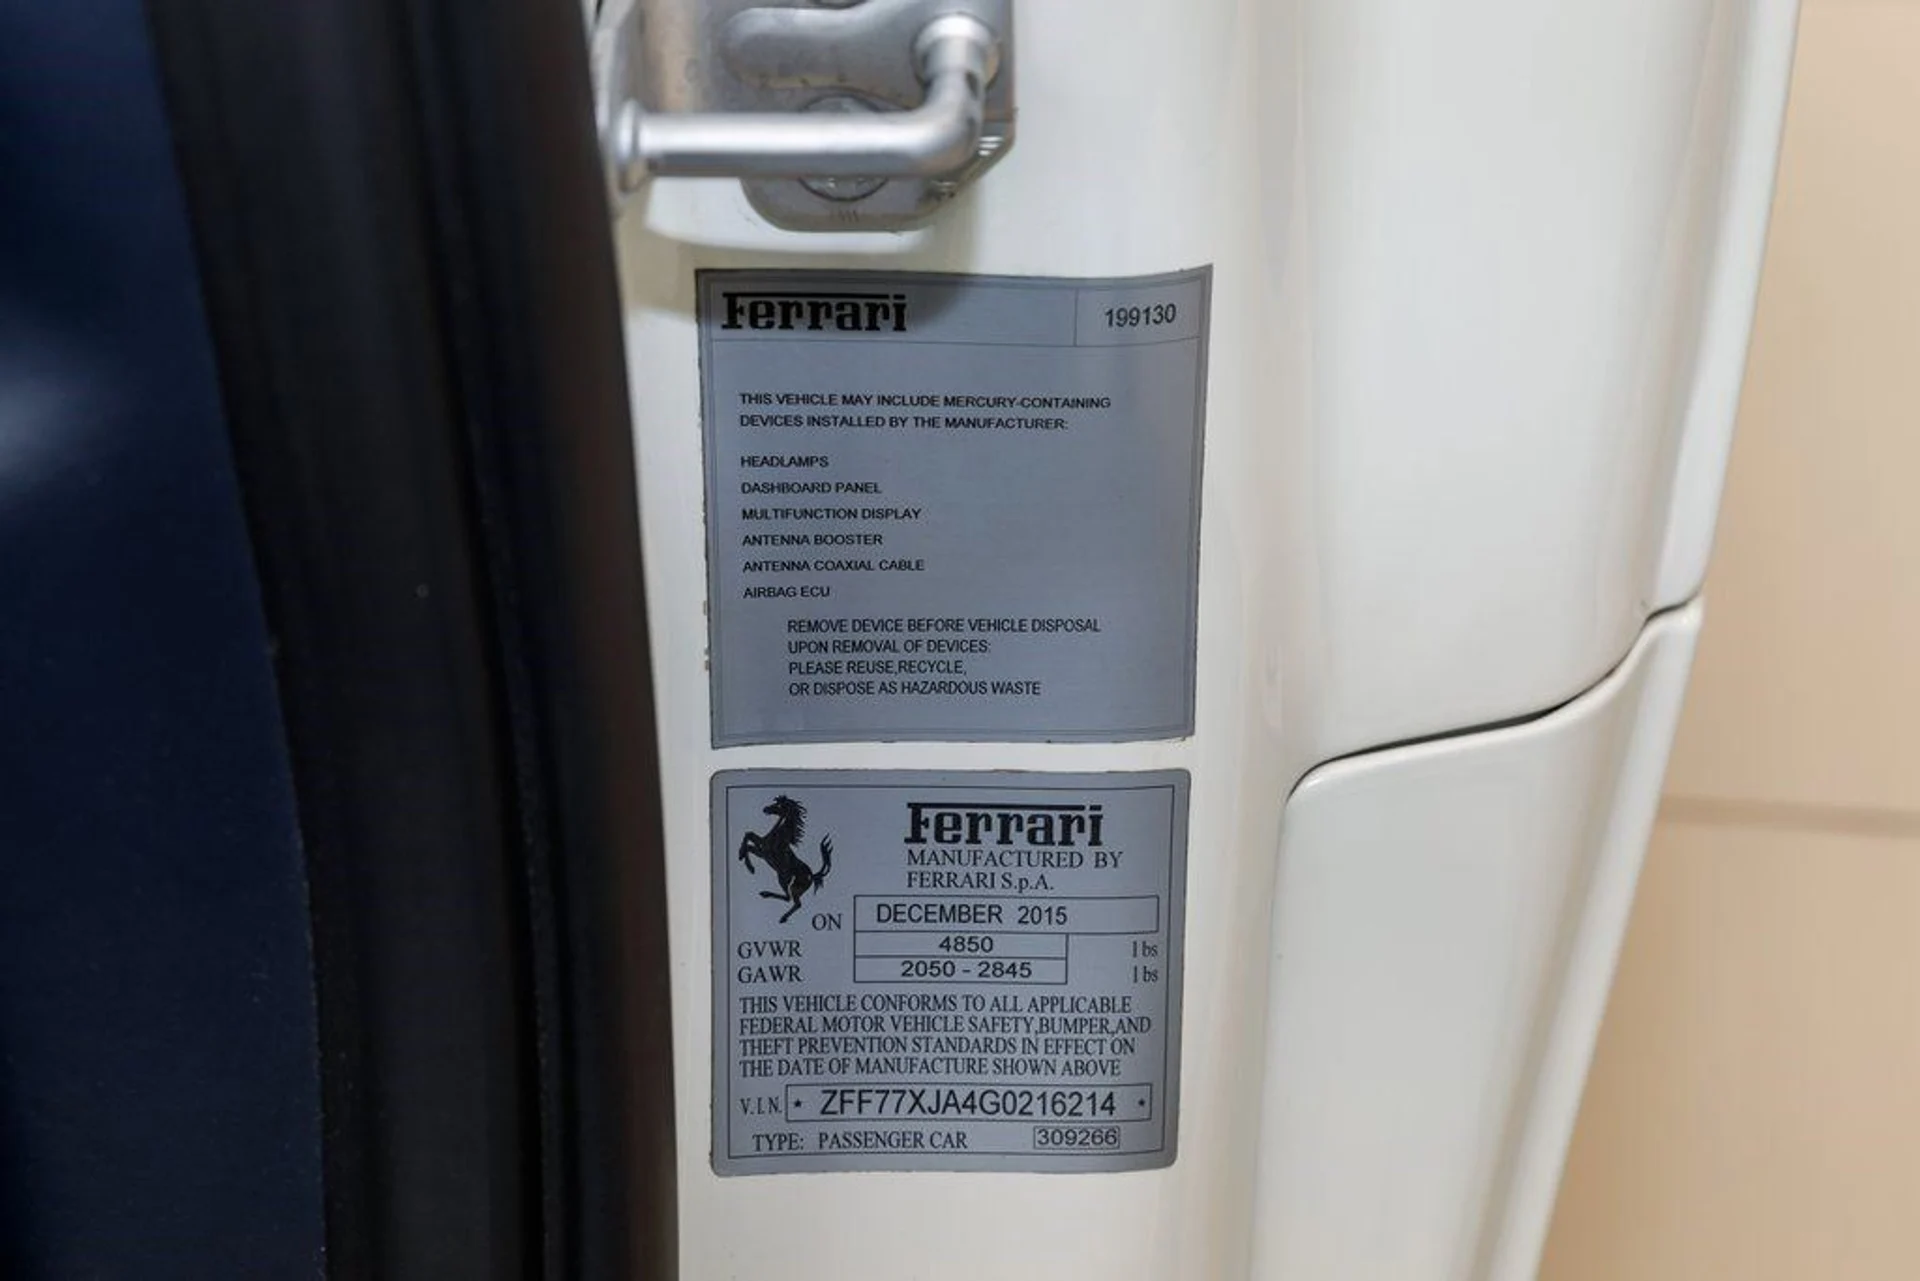 Ferrari 199130
THIS VEHICLE MAY INCLUDE MERCURY-CONTAINING
DEVICES INSTALLED BY THE MANUFACTURER:
HEADLAMPS
DASHBOARD PANEL
MULTIFUNCTION DISPLAY
ANTENNA BOOSTER
ANTENNA COAXIAL CABLE
AIRBAG ECU
REMOVE DEVICE BEFORE VEHICLE DISPOSAL
UPON REMOVAL OF DEVICES:
PLEASE REUSE,RECYCLE,
OR DISPOSE AS HAZARDOUS WASTE
Ferrari
MANUFACTURED BY
FERRARI S.p.A.
ON DECEMBER 2015
GVWR 4850 lbs
GAWR 2050 - 2845 lbs
THIS VEHICLE CONFORMS TO ALL APPLICABLE
FEDERAL MOTOR VEHICLE SAFETY,BUMPER,AND
THEFT PREVENTION STANDARDS IN EFFECT ON
THE DATE OF MANUFACTURE SHOWN ABOVE
V.I.N. * ZFF77XJA4G0216214 *
TYPE: PASSENGER CAR 309266